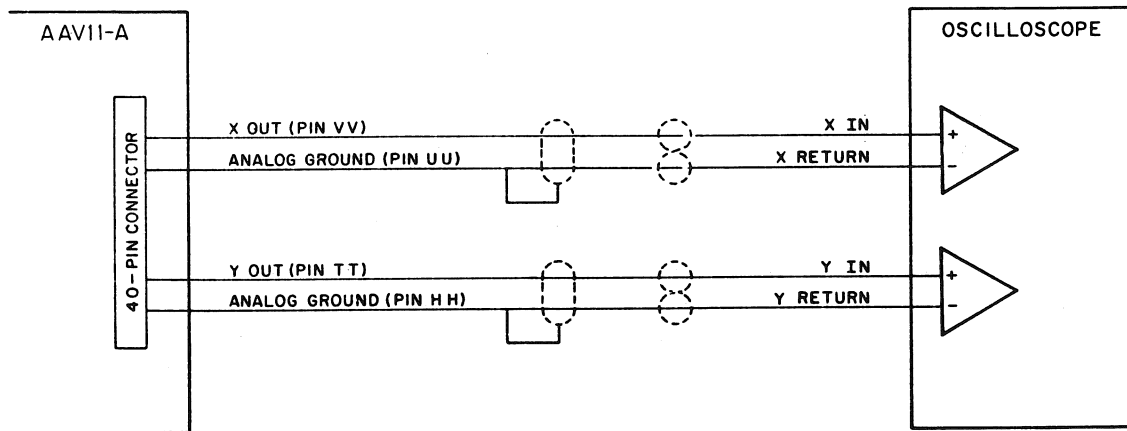 AAV11-A
OSCILLOSCOPE
40-PIN CONNECTOR
X OUT (PIN VV)
X IN
+
ANALOG GROUND (PIN UU)
X RETURN
−
Y OUT (PIN TT)
Y IN
+
ANALOG GROUND (PIN HH)
Y RETURN
−